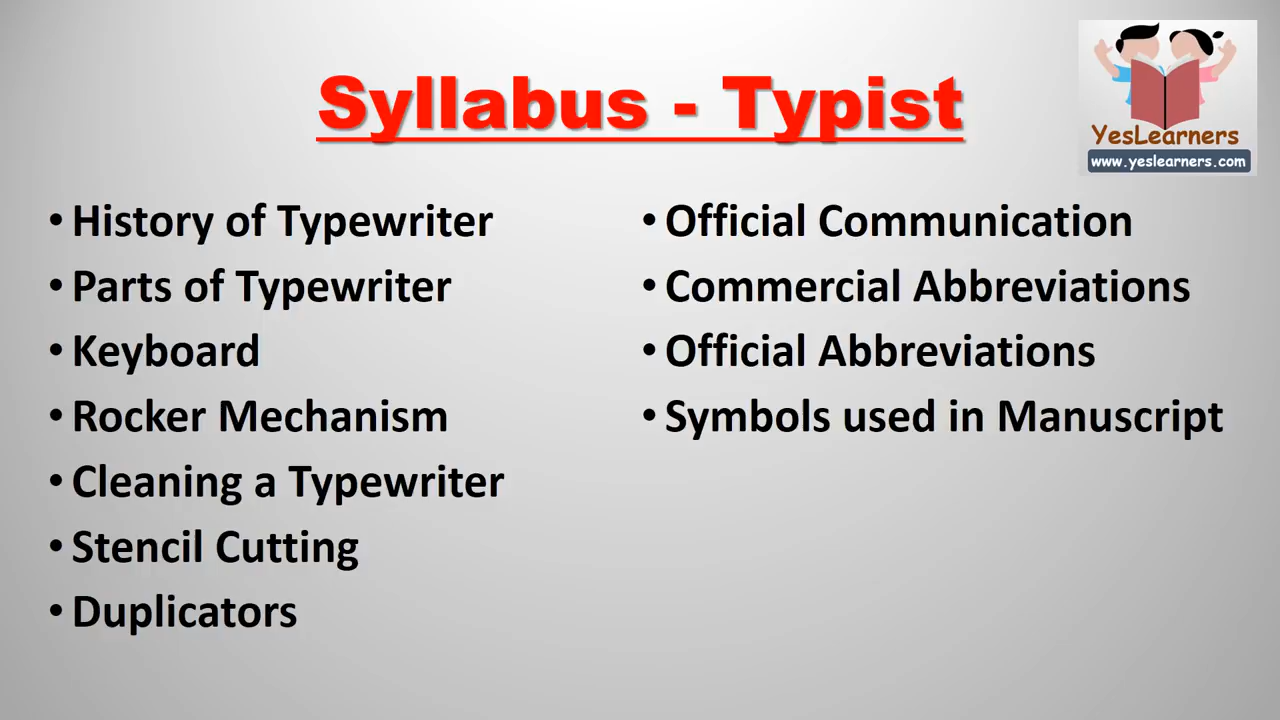 Syllabus - Typist
YesLearners
www.yeslearners.com
• History of Typewriter
• Parts of Typewriter
• Keyboard
• Rocker Mechanism
• Cleaning a Typewriter
• Stencil Cutting
• Duplicators
• Official Communication
• Commercial Abbreviations
• Official Abbreviations
• Symbols used in Manuscript